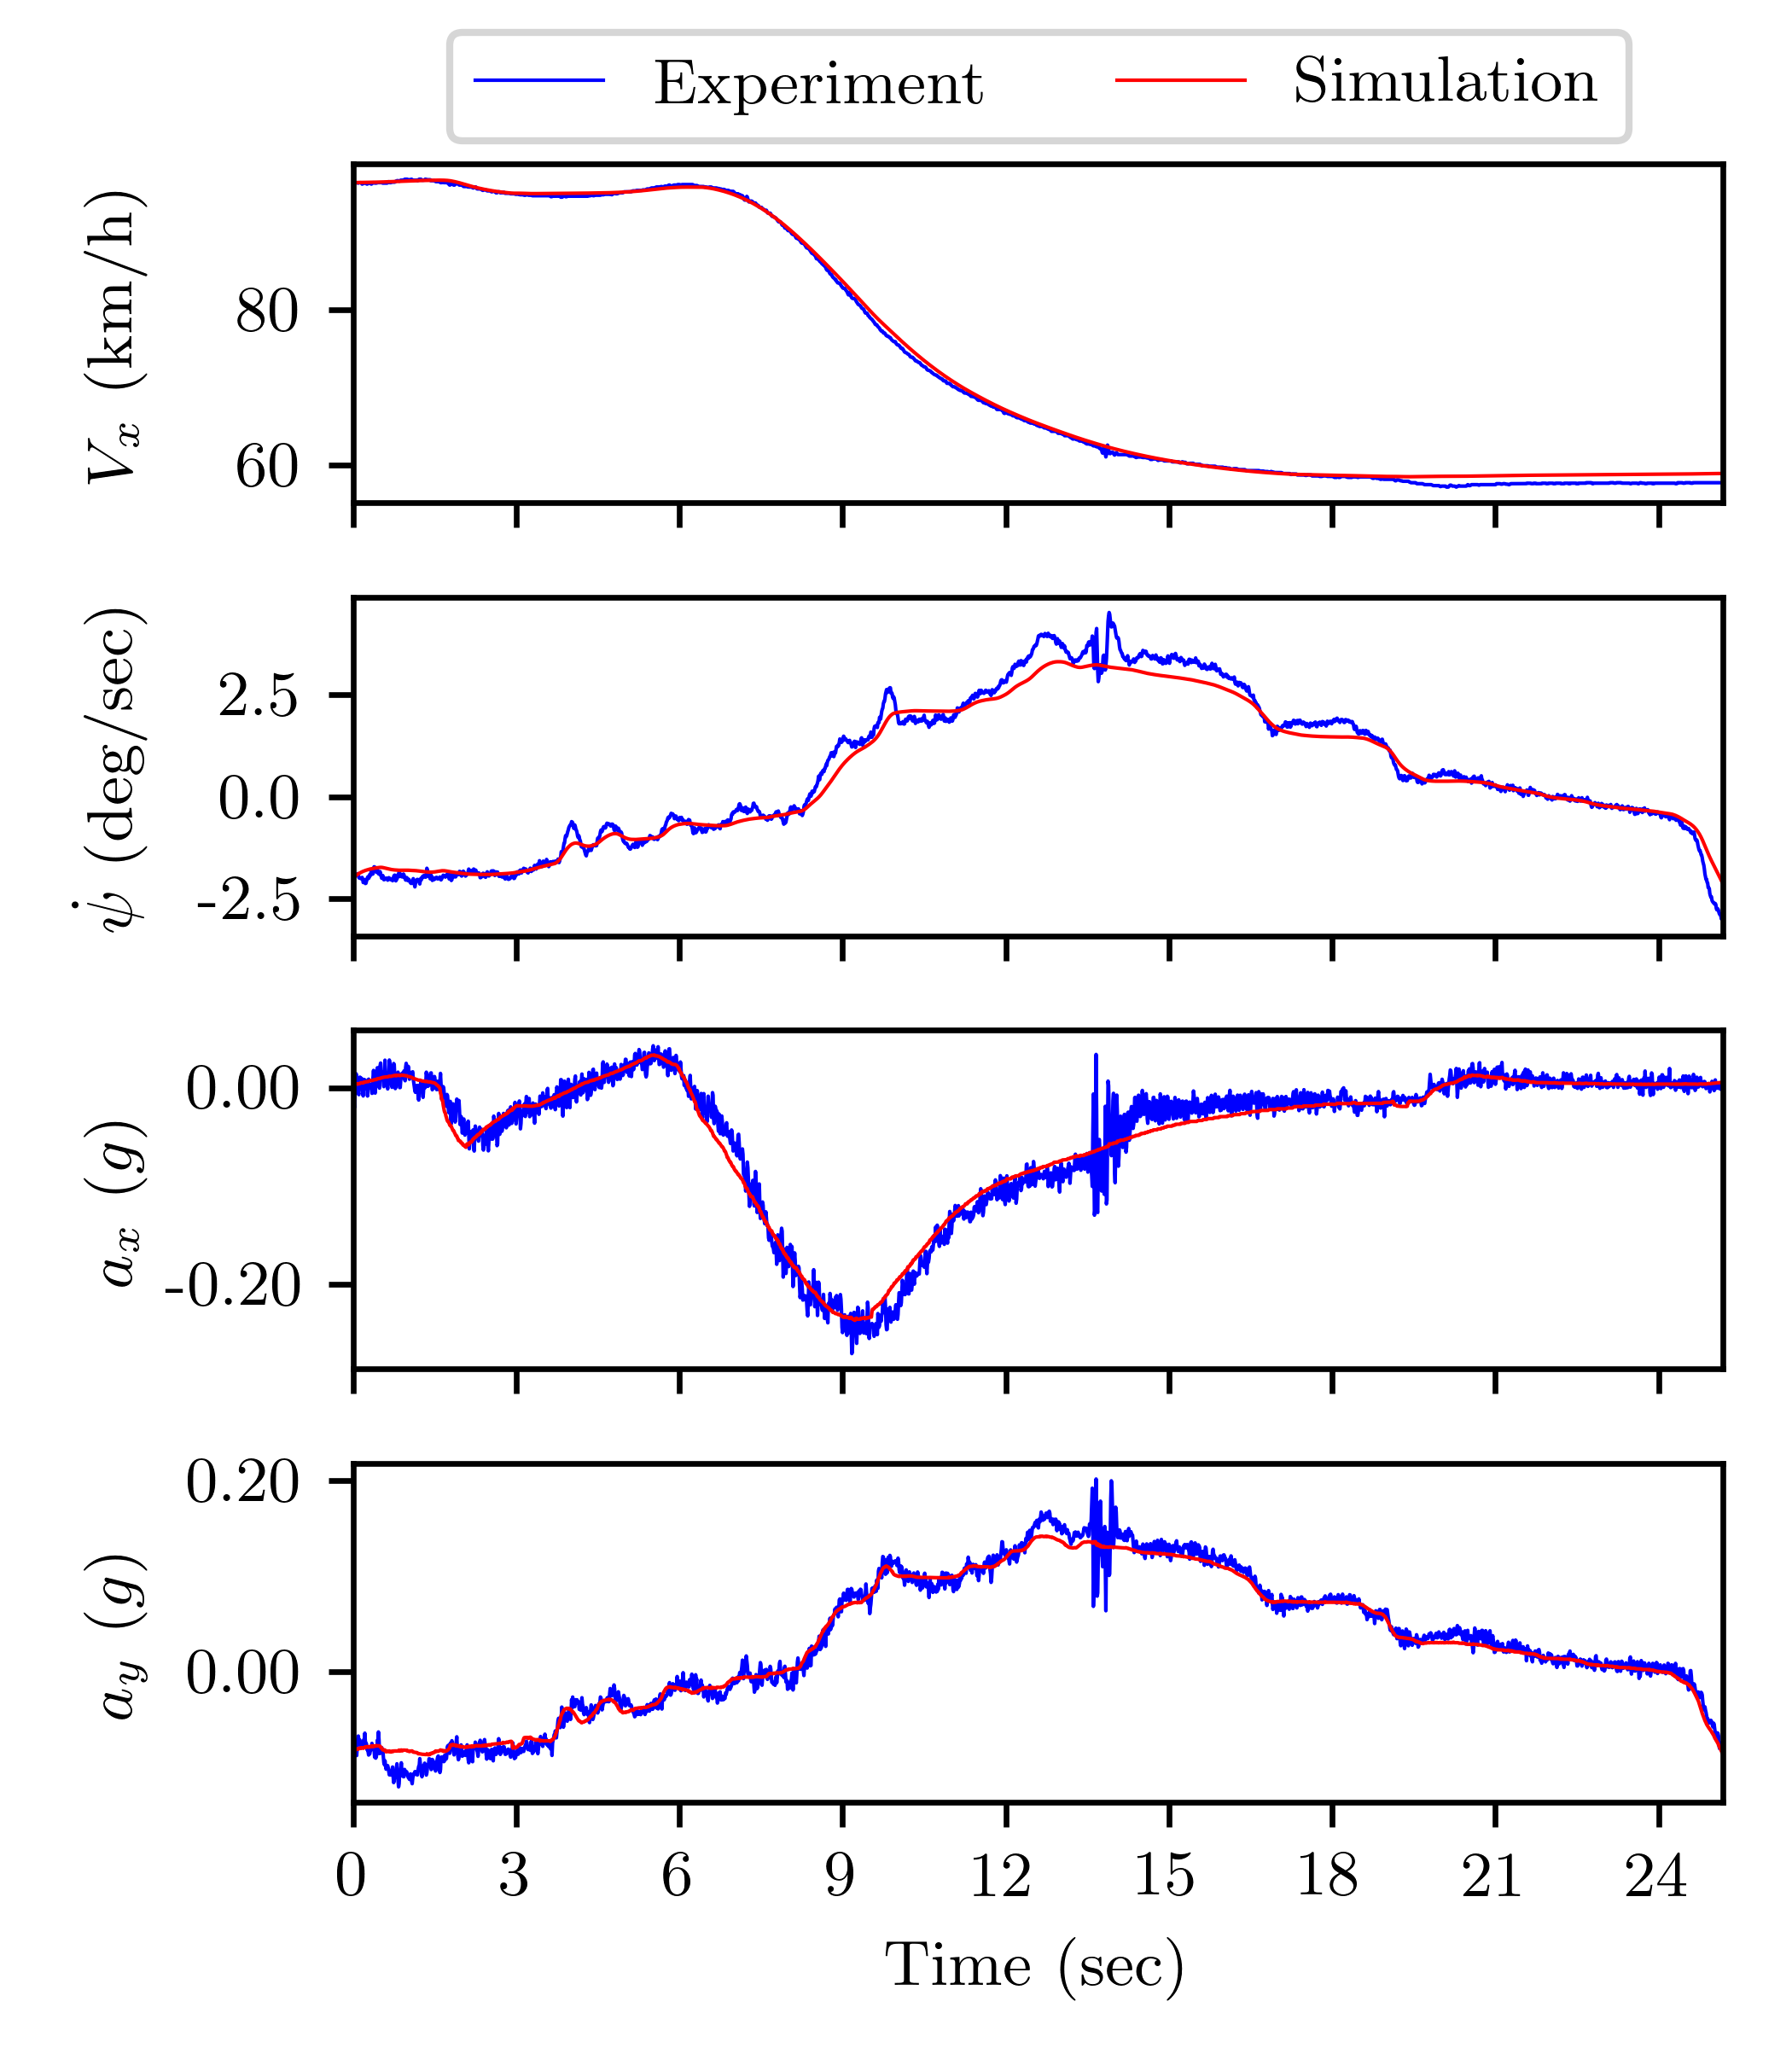 Experiment Simulation
V_x (km/h)
80
60
ψ̇ (deg/sec)
2.5
0.0
-2.5
a_x (g)
0.00
-0.20
a_y (g)
0.20
0.00
0 3 6 9 12 15 18 21 24
Time (sec)